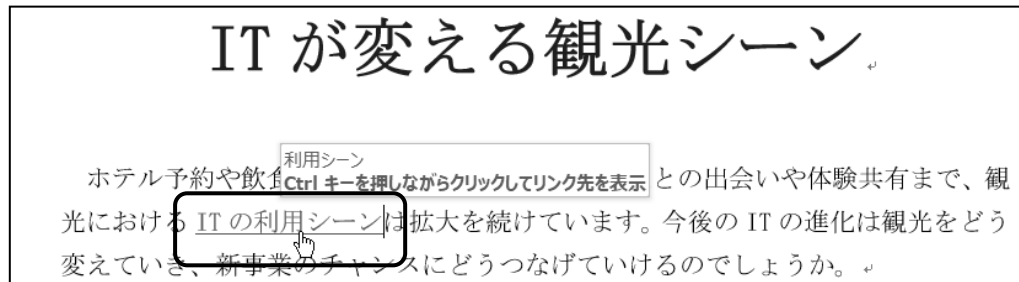 IT が変える観光シーン
利用シーン
Ctrl キーを押しながらクリックしてリンク先を表示
ホテル予約や飲食 との出会いや体験共有まで、観
光における IT の利用シーンは拡大を続けています。今後の IT の進化は観光をどう
変えていき、新事業のチャンスにどうつなげていけるのでしょうか。